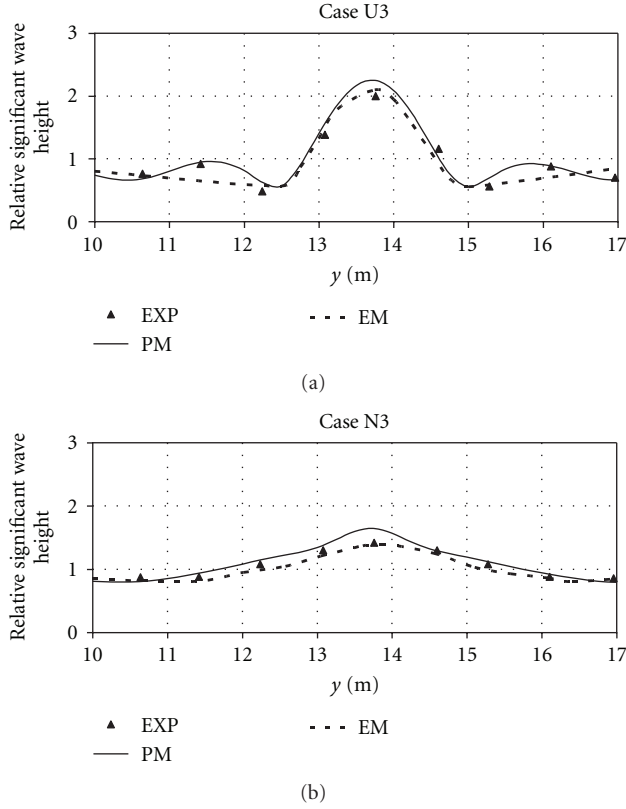 Case U3
Relative significant wave
height
3
2
1
0
10 11 12 13 14 15 16 17
y (m)
EXP EM
PM
(a)
Case N3
Relative significant wave
height
3
2
1
0
10 11 12 13 14 15 16 17
y (m)
EXP EM
PM
(b)